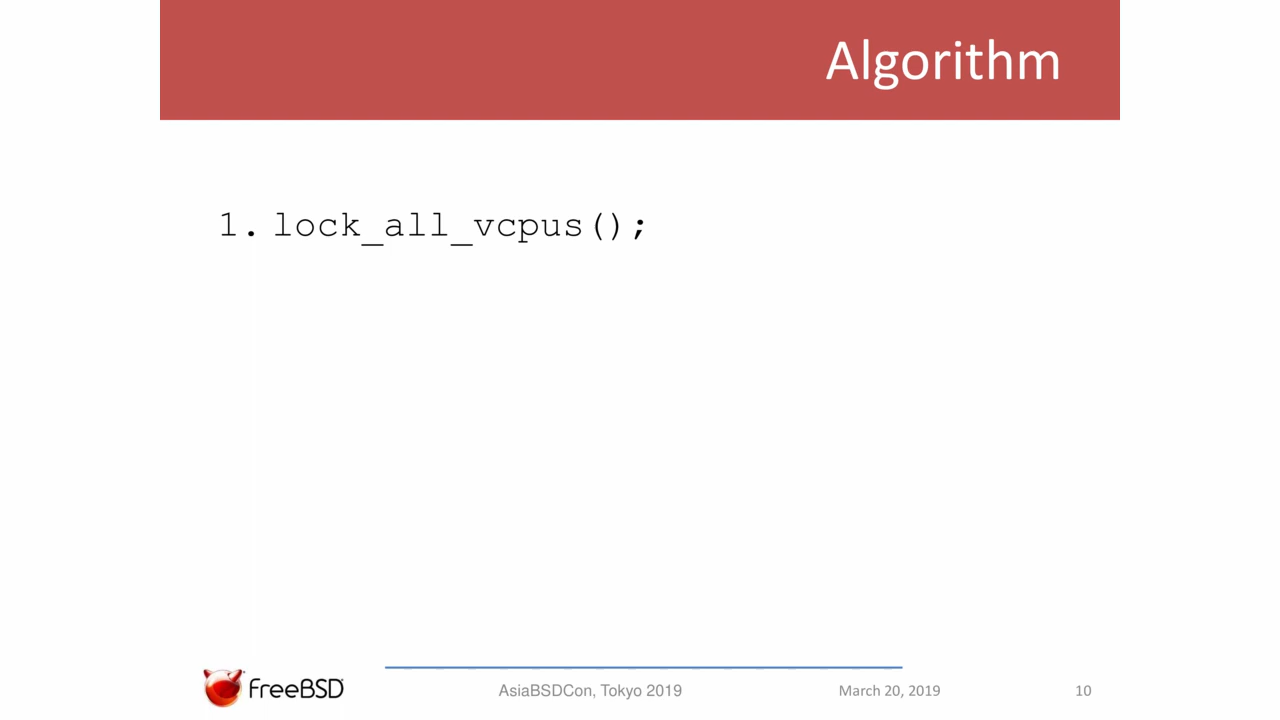 Algorithm
1. lock_all_vcpus();
FreeBSD
AsiaBSDCon, Tokyo 2019
March 20, 2019
10